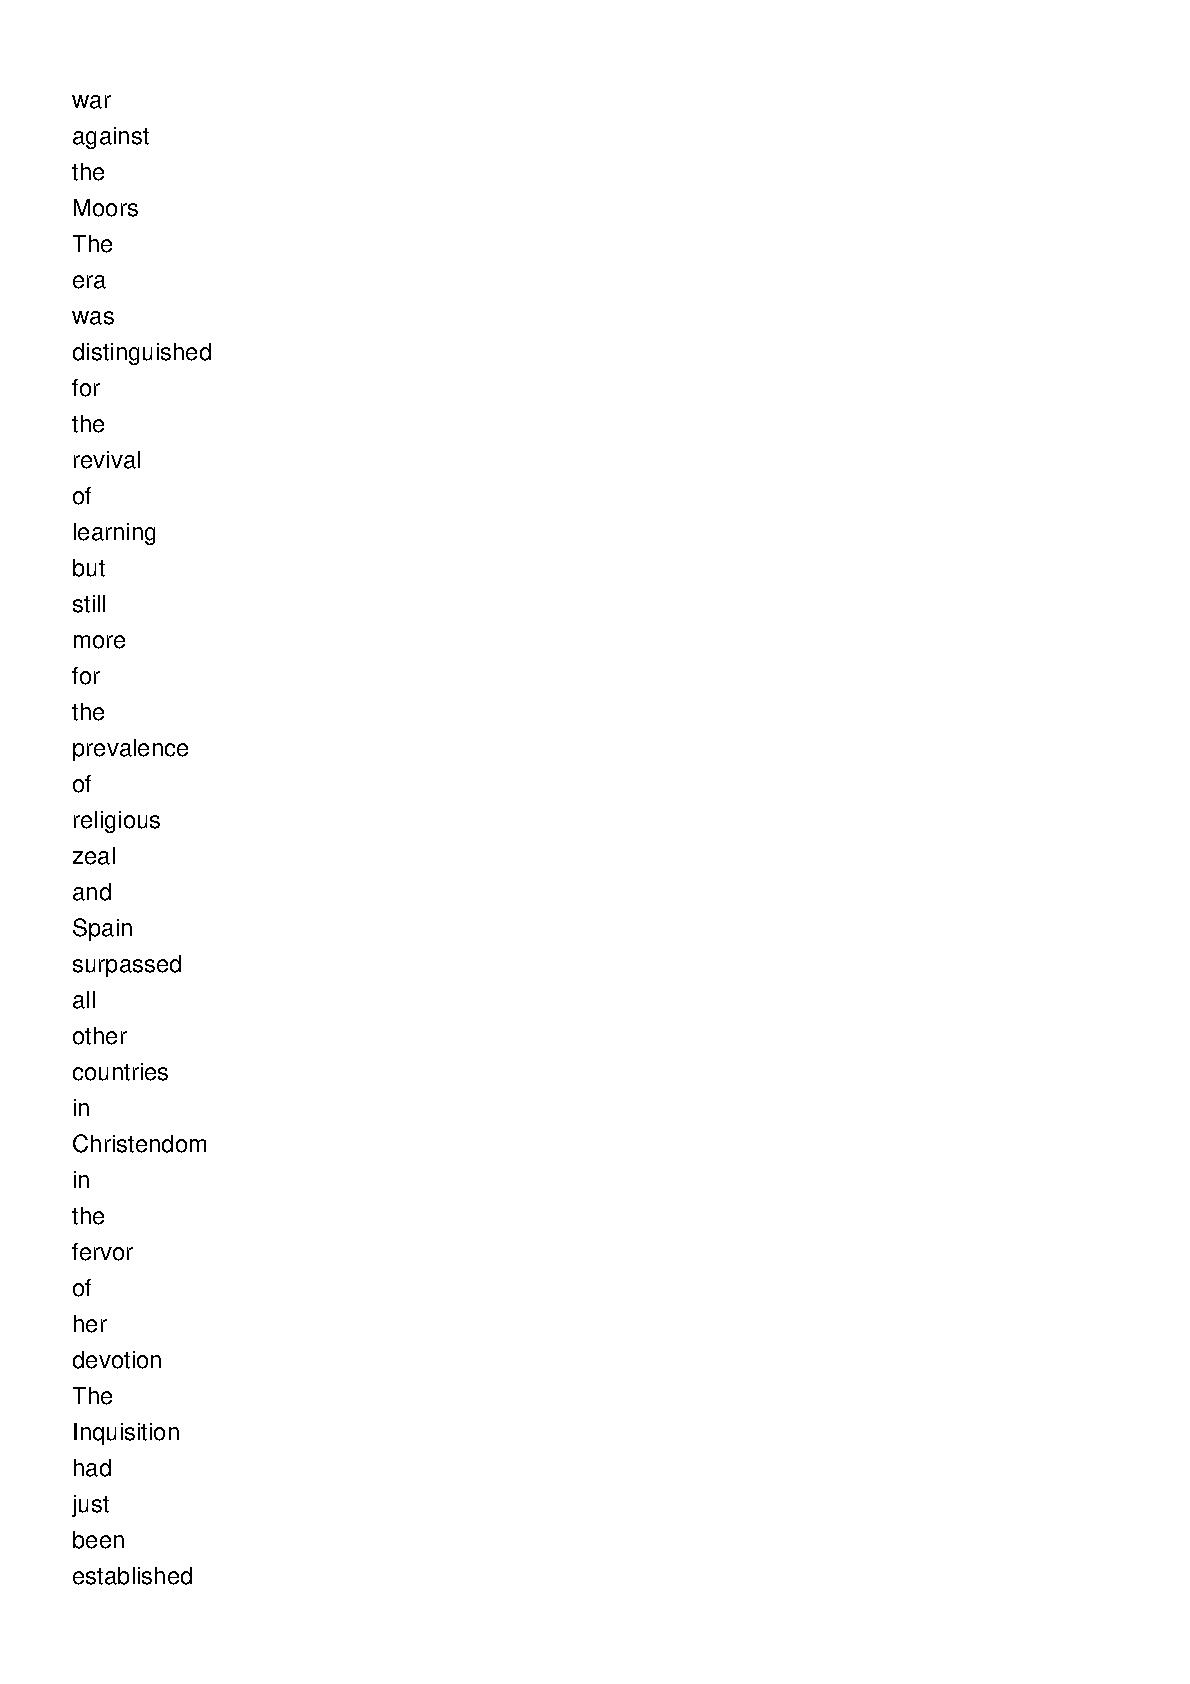 war
against
the
Moors
The
era
was
distinguished
for
the
revival
of
learning
but
still
more
for
the
prevalence
of
religious
zeal
and
Spain
surpassed
all
other
countries
in
Christendom
in
the
fervor
of
her
devotion
The
Inquisition
had
just
been
established